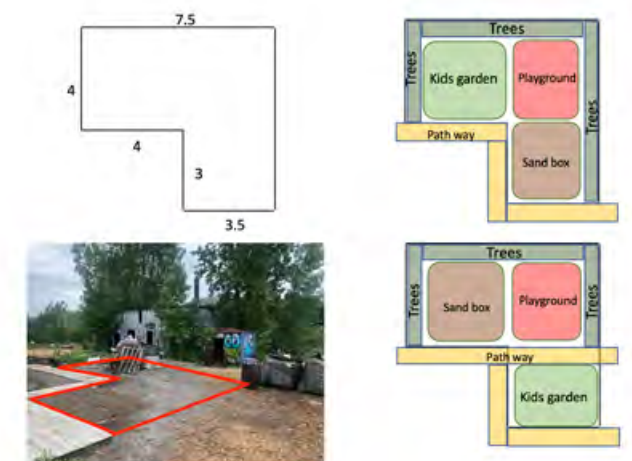 7.5
4
4
3
3.5
Trees
Trees
Kids garden
Playground
Trees
Path way
Sand box
Trees
Trees
Sand box
Playground
Trees
Path way
Kids garden